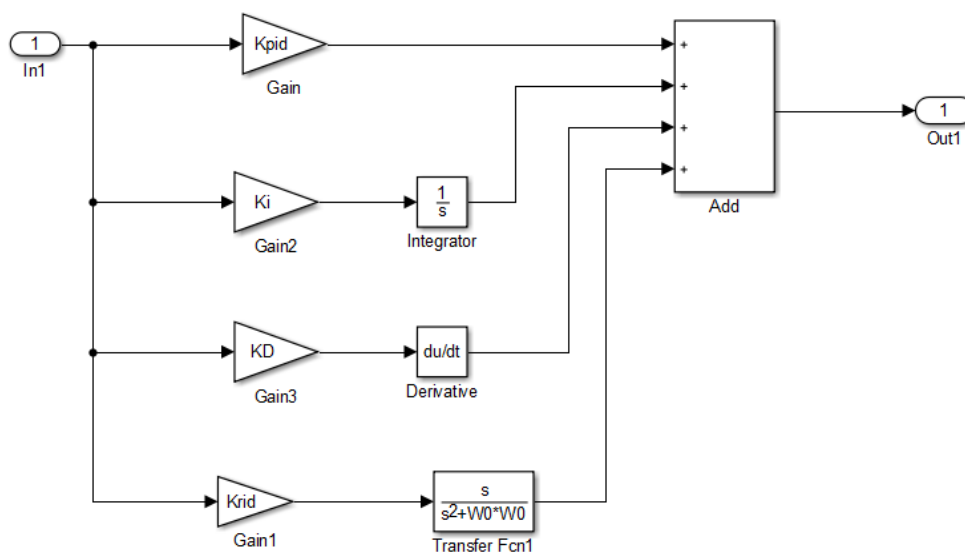 1
In1
Kpid
Gain
+
+
+
+
Add
1
Out1
Ki
Gain2
1
s
Integrator
KD
Gain3
du/dt
Derivative
Krid
Gain1
s
s²+W0*W0
Transfer Fcn1